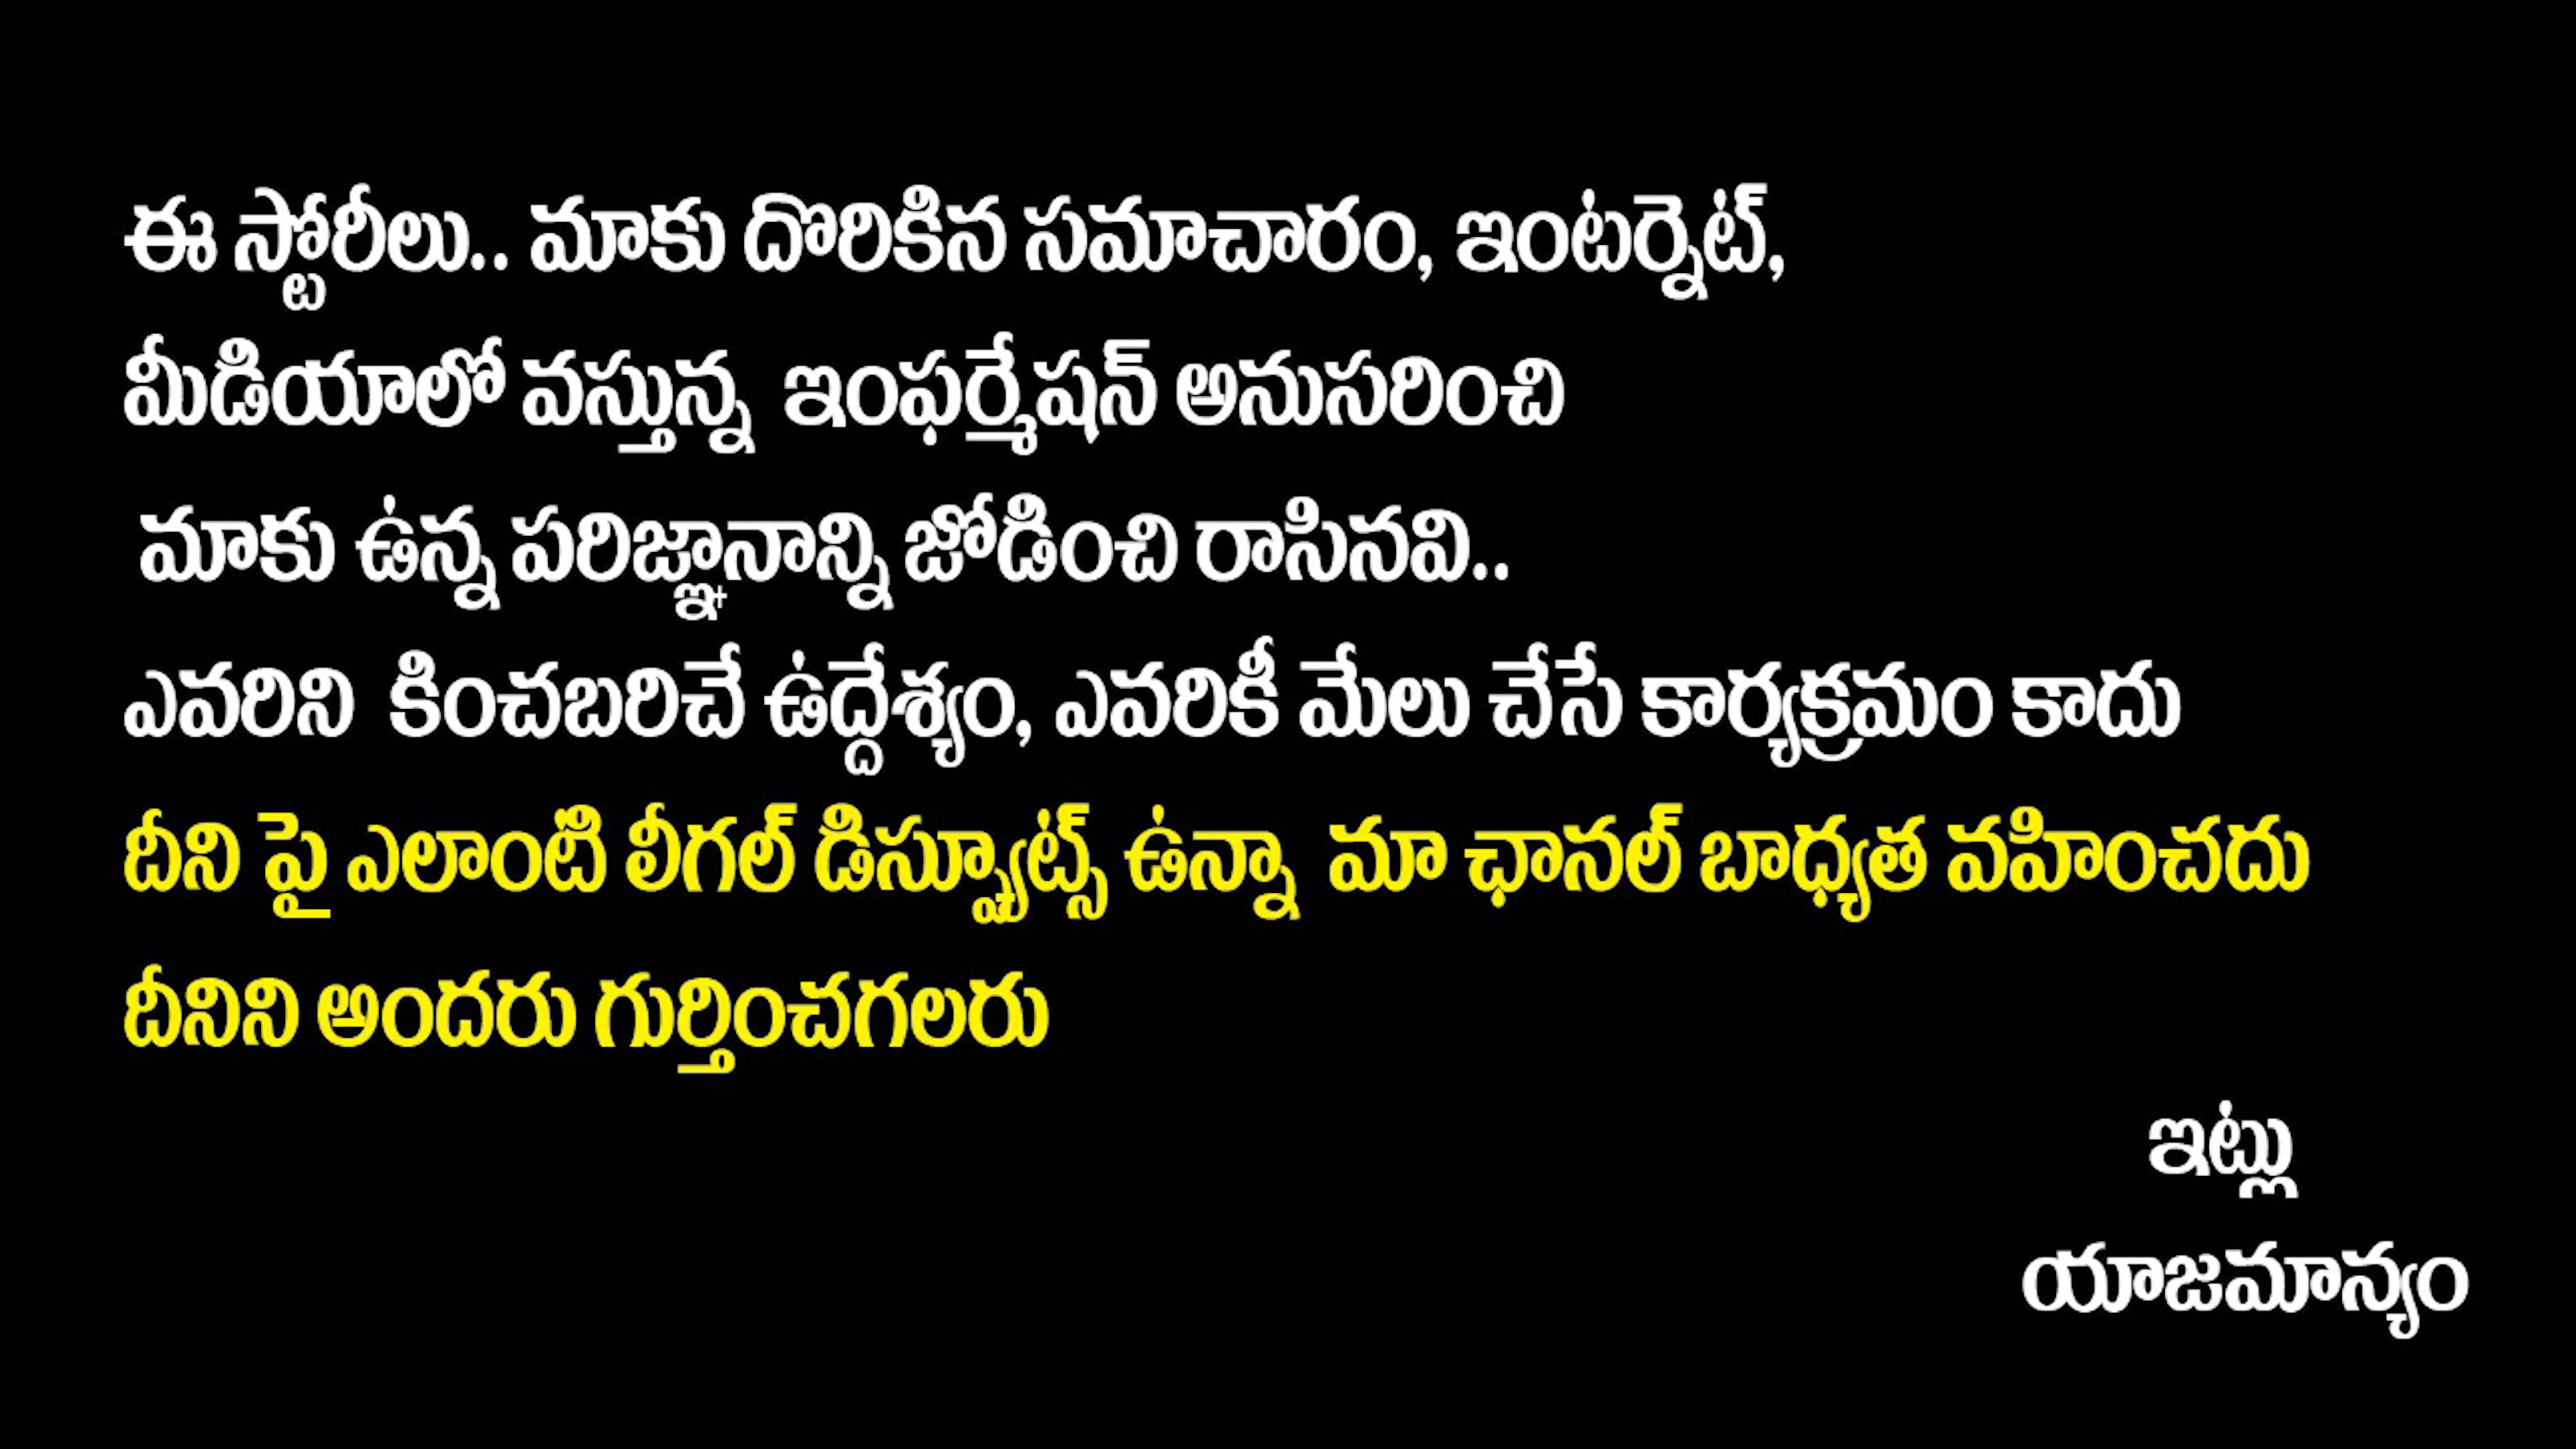 ఈ స్టోరీలు.. మాకు దొరికిన సమాచారం, ఇంటర్నెట్,
మీడియాలో వస్తున్న ఇంఫర్మేషన్ అనుసరించి
మాకు ఉన్న పరిజ్ఞానాన్ని జోడించి రాసినవి..
ఎవరిని కించబరిచే ఉద్దేశ్యం, ఎవరికీ మేలు చేసే కార్యక్రమం కాదు
దీని పై ఎలాంటి లీగల్ డిస్ప్యూట్స్ ఉన్నా మా ఛానల్ బాధ్యత వహించదు
దీనిని అందరు గుర్తించగలరు
ఇట్లు
యాజమాన్యం